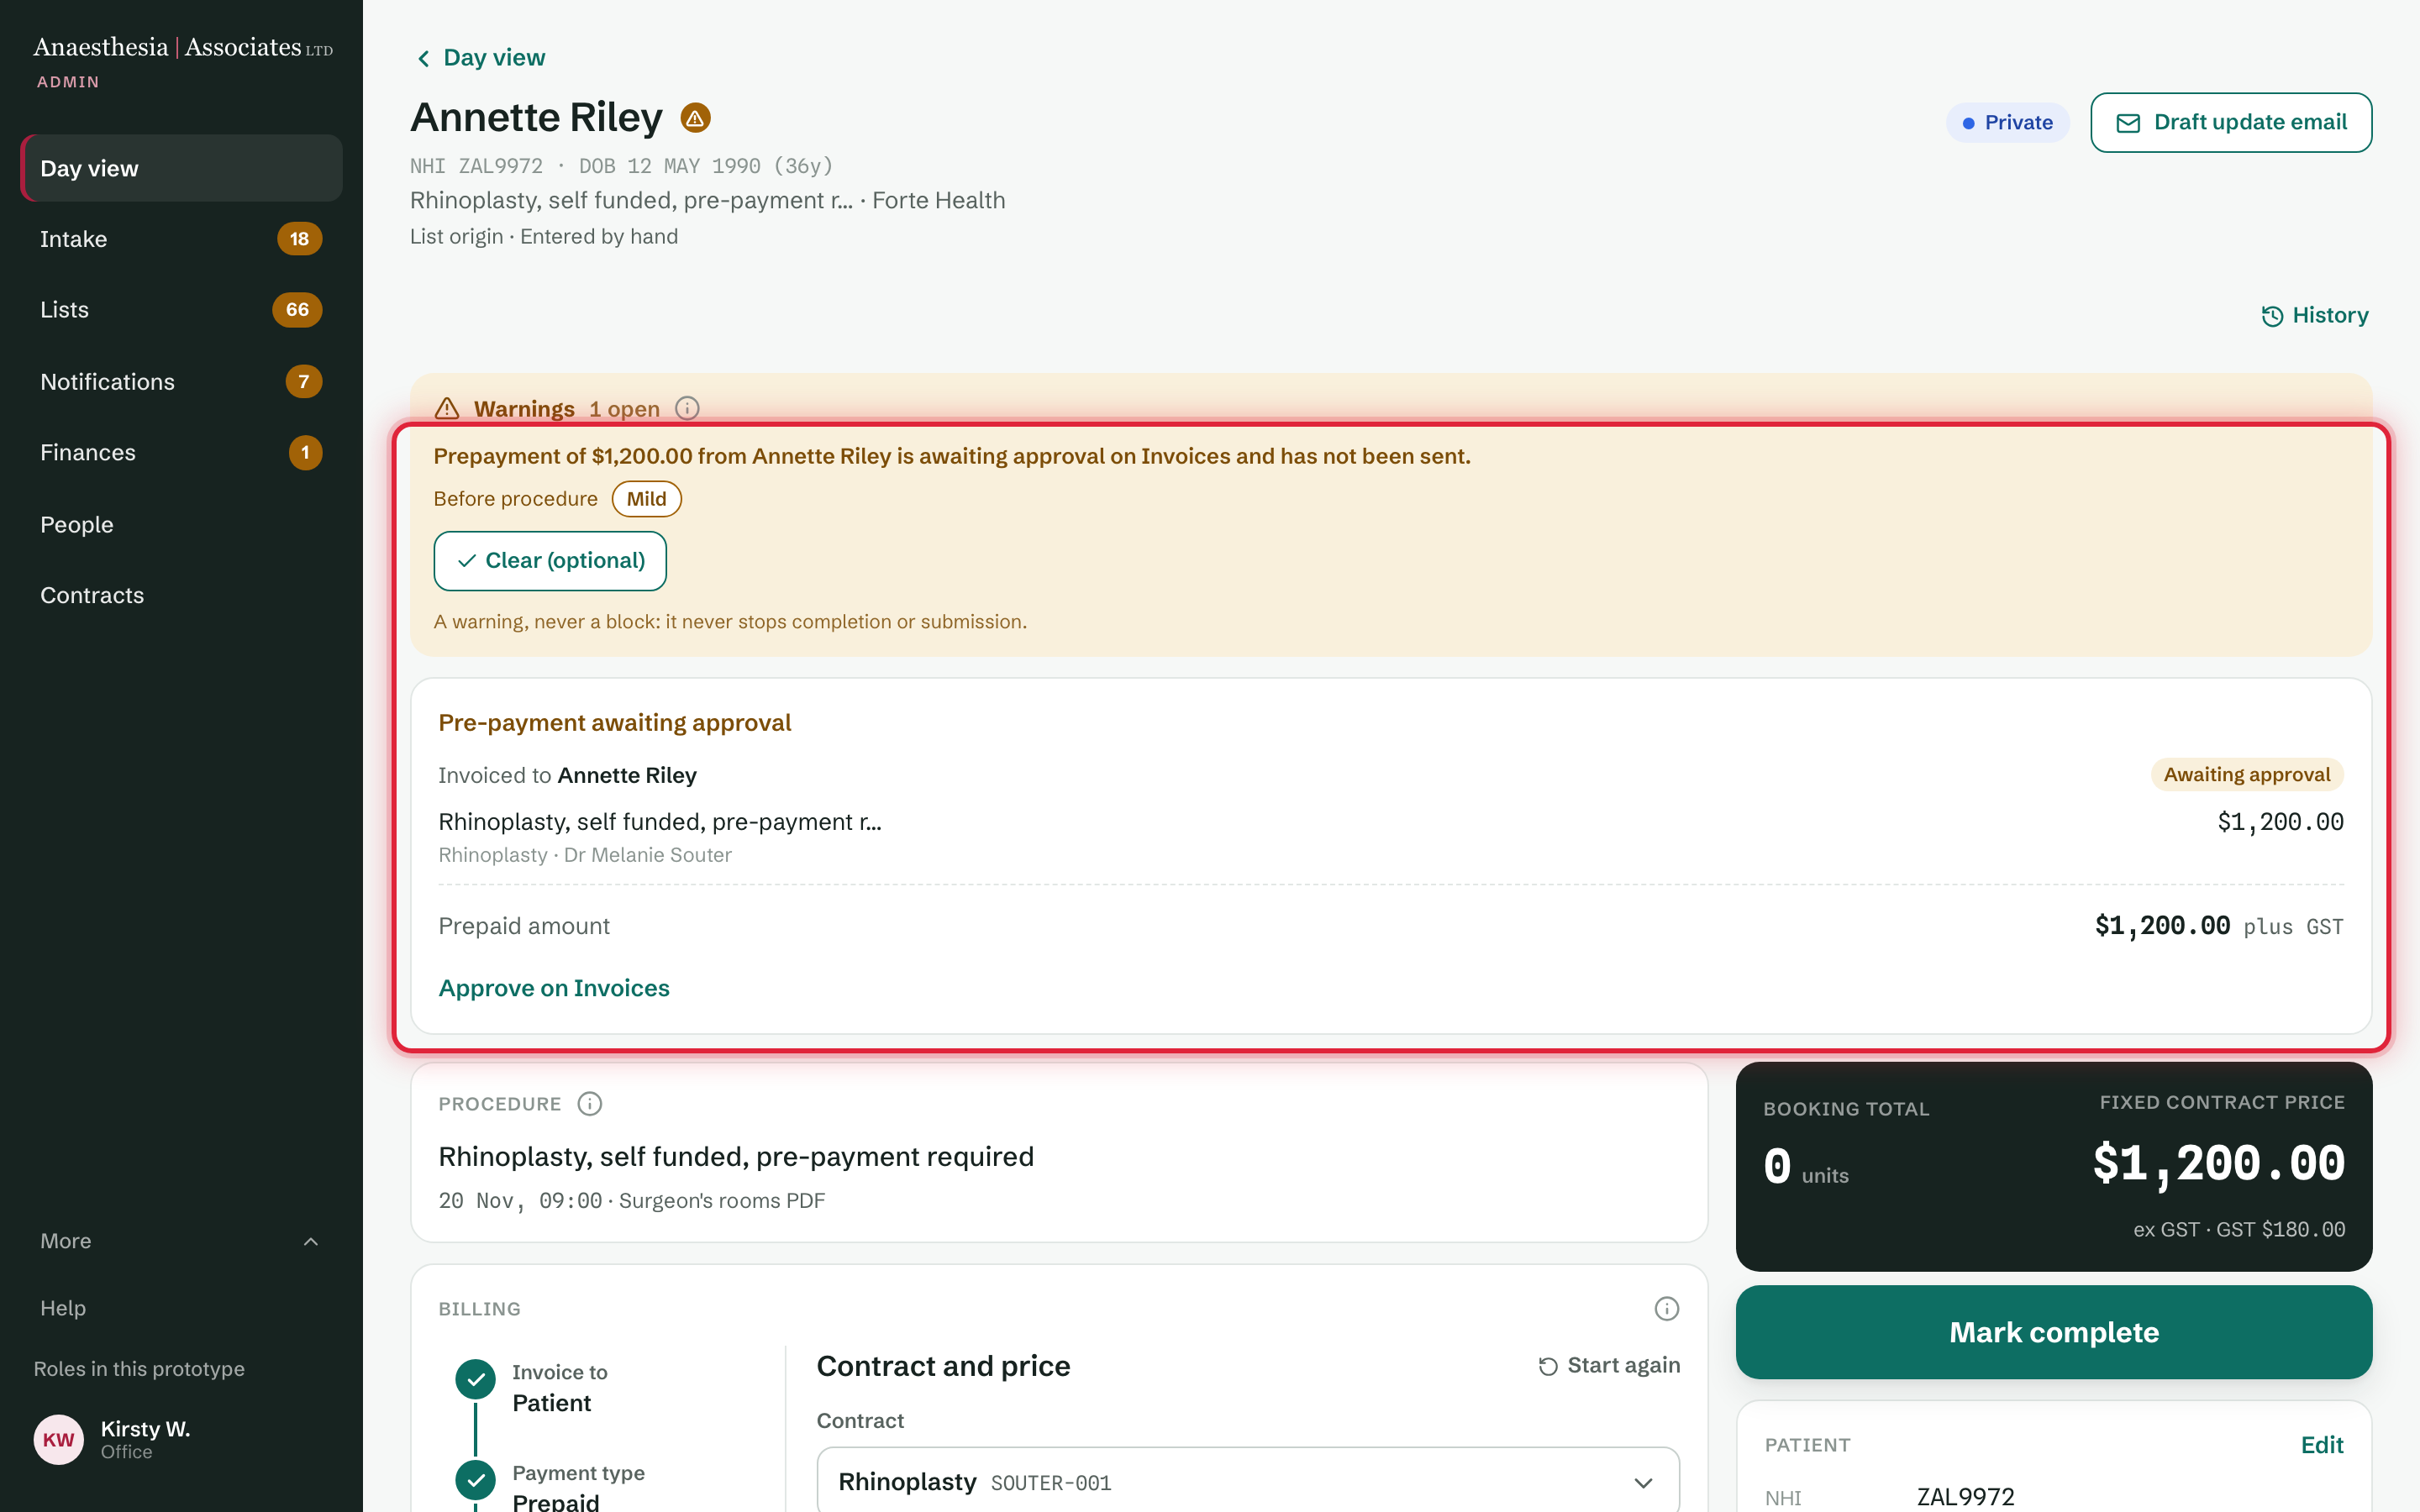 Anaesthesia | Associates LTD
ADMIN
Day view
Intake 18
Lists 66
Notifications 7
Finances 1
People
Contracts
More
Help
Roles in this prototype
KW
Kirsty W.
Office
Day view
Annette Riley
Private
Draft update email
NHI ZAL9972 · DOB 12 MAY 1990 (36y)
Rhinoplasty, self funded, pre-payment r... · Forte Health
List origin · Entered by hand
History
Warnings 1 open
Prepayment of $1,200.00 from Annette Riley is awaiting approval on Invoices and has not been sent.
Before procedure Mild
Clear (optional)
A warning, never a block: it never stops completion or submission.
Pre-payment awaiting approval
Invoiced to Annette Riley
Awaiting approval
Rhinoplasty, self funded, pre-payment r...
$1,200.00
Rhinoplasty · Dr Melanie Souter
Prepaid amount
$1,200.00 plus GST
Approve on Invoices
PROCEDURE
Rhinoplasty, self funded, pre-payment required
20 Nov, 09:00 · Surgeon's rooms PDF
BOOKING TOTAL
0 units
FIXED CONTRACT PRICE
$1,200.00
ex GST · GST $180.00
Mark complete
BILLING
Invoice to
Patient
Payment type
Prepaid
Contract and price
Start again
Contract
Rhinoplasty SOUTER-001
PATIENT
Edit
NHI ZAL9972